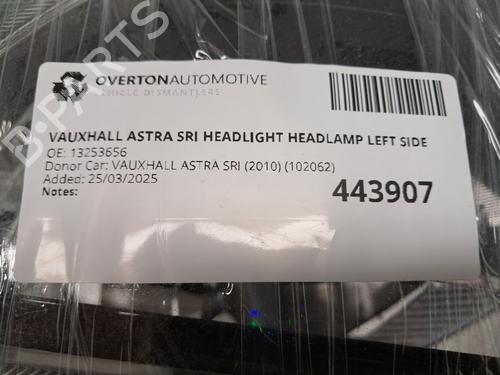 OVERTONAUTOMOTIVE
VEHICLE DISMANTLERS
VAUXHALL ASTRA SRI HEADLIGHT HEADLAMP LEFT SIDE
OE: 13253656
Donor Car: VAUXHALL ASTRA SRI (2010) (102062)
Added: 25/03/2025
Notes:
443907
B-PARTS